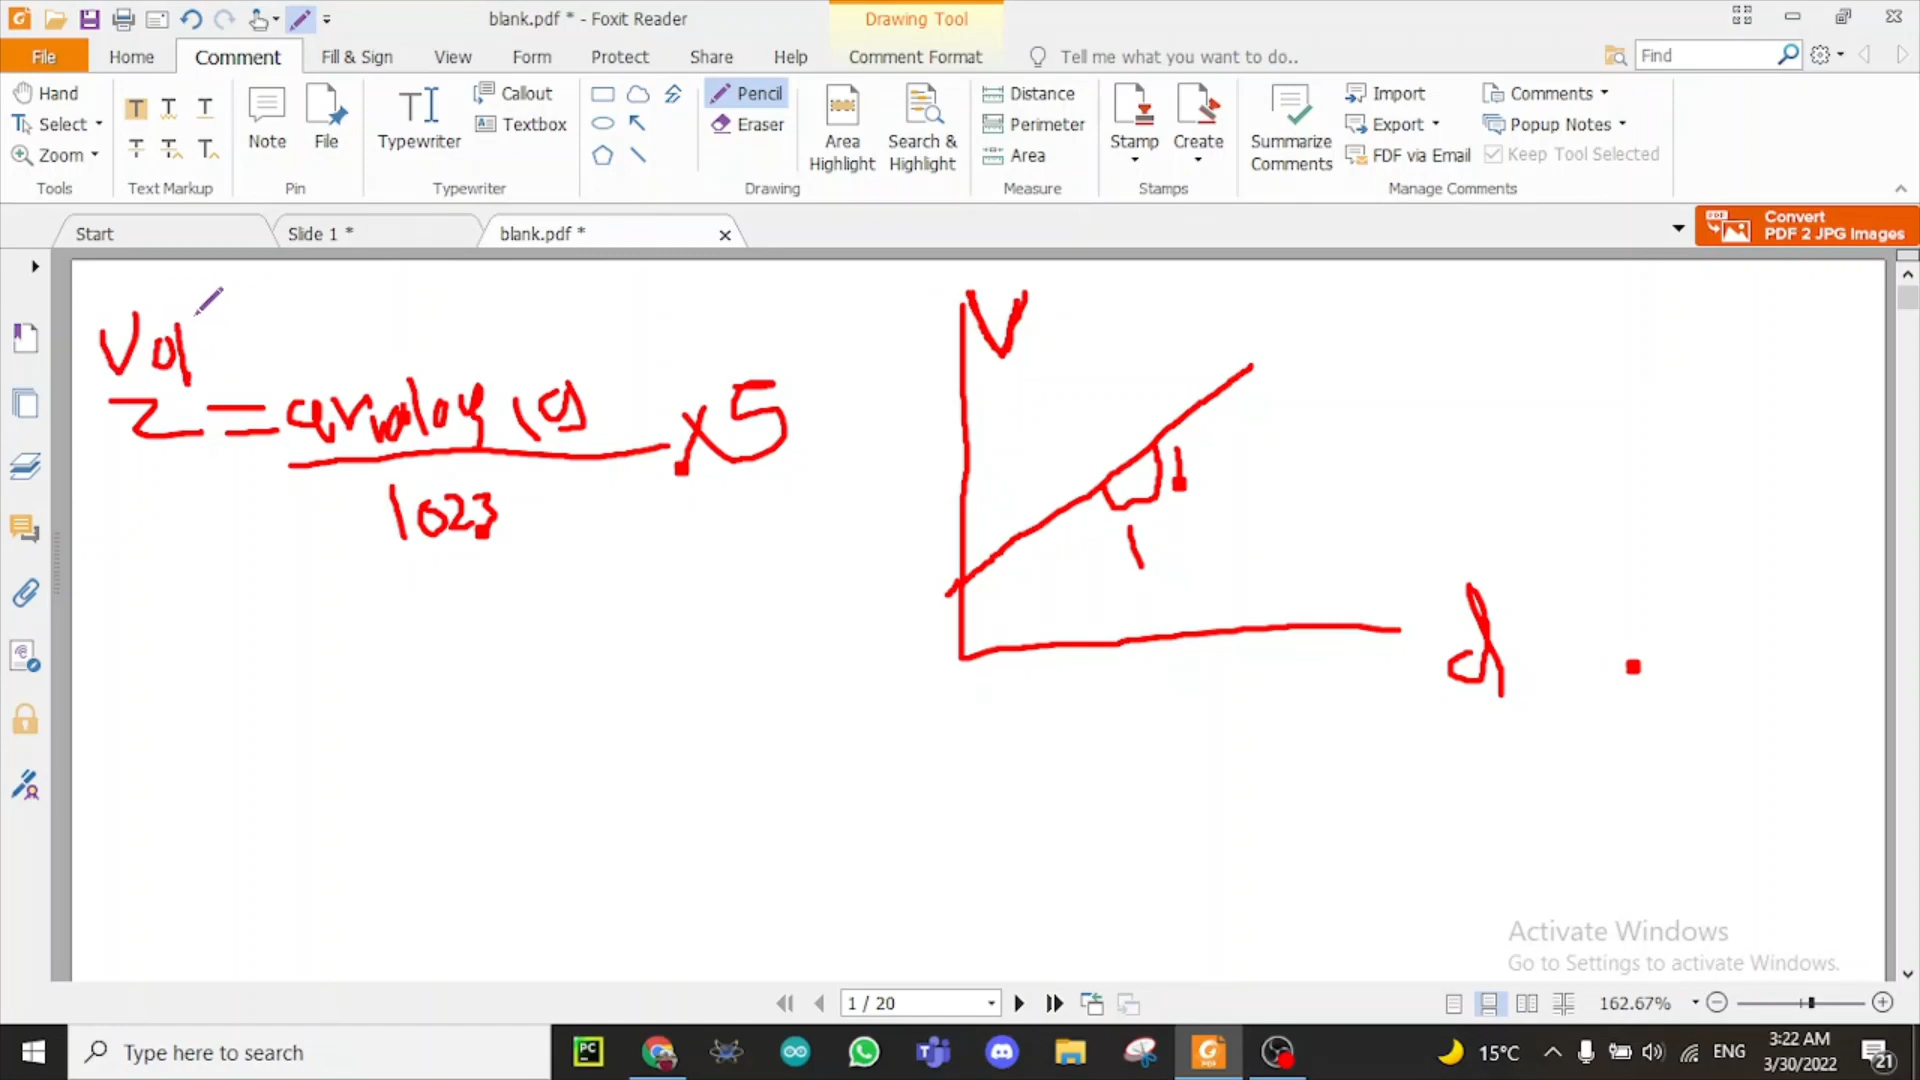 blank.pdf * - Foxit Reader
Drawing Tool
File
Home
Comment
Fill & Sign
View
Form
Protect
Share
Help
Comment Format
Tell me what you want to do..
Find
Hand
Select
Zoom
Tools
Text Markup
Note
File
Pin
Typewriter
Callout
Textbox
Typewriter
Pencil
Eraser
Drawing
Area
Highlight
Search &
Highlight
Distance
Perimeter
Area
Measure
Stamp
Create
Stamps
Summarize
Comments
Import
Export
FDF via Email
Comments
Popup Notes
Keep Tool Selected
Manage Comments
Start
Slide 1 *
blank.pdf *
Convert
PDF 2 JPG Images
Vol
= analog
× 5
1023
V
d
Activate Windows
Go to Settings to activate Windows.
1 / 20
162.67%
Type here to search
15°C
ENG
3:22 AM
3/30/2022
21